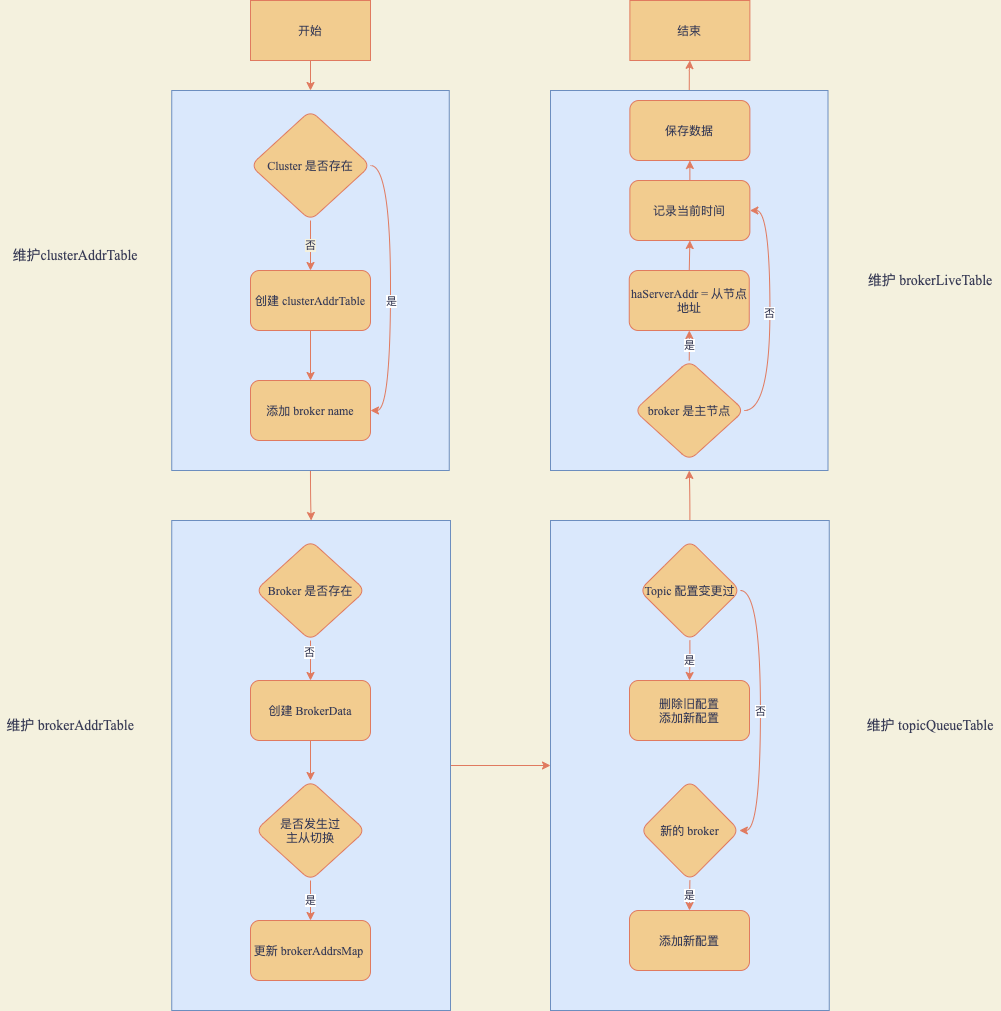 开始
维护clusterAddrTable
Cluster 是否存在
否
是
创建 clusterAddrTable
添加 broker name
维护 brokerAddrTable
Broker 是否存在
否
创建 BrokerData
是否发生过
主从切换
是
更新 brokerAddrsMap
Topic 配置变更过
是
否
删除旧配置
添加新配置
新的 broker
是
添加新配置
维护 topicQueueTable
结束
保存数据
记录当前时间
haServerAddr = 从节点
地址
否
是
broker 是主节点
维护 brokerLiveTable